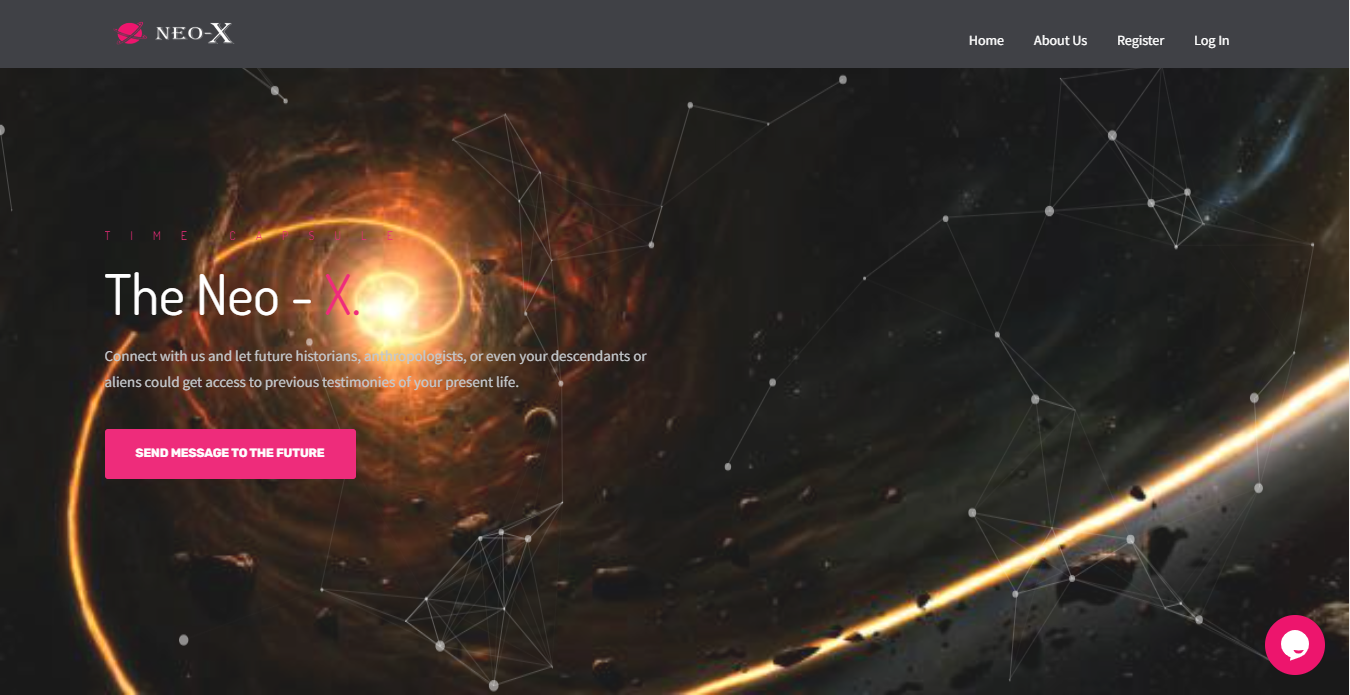 NEO-X
Home
About Us
Register
Log In
TIME CAPSULE
The Neo - X.
Connect with us and let future historians, anthropologists, or even your descendants or
aliens could get access to previous testimonies of your present life.
SEND MESSAGE TO THE FUTURE